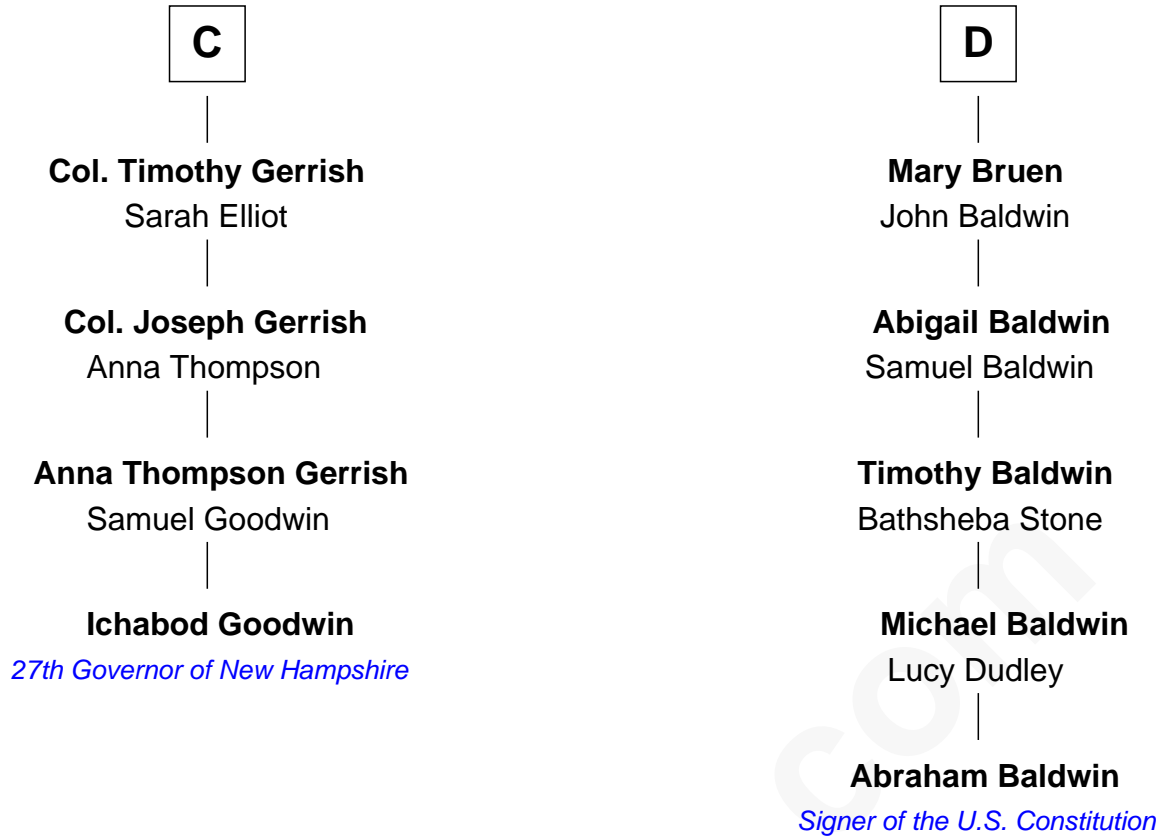 C
Col. Timothy Gerrish
Sarah Elliot
Col. Joseph Gerrish
Anna Thompson
Anna Thompson Gerrish
Samuel Goodwin
Ichabod Goodwin
27th Governor of New Hampshire
D
Mary Bruen
John Baldwin
Abigail Baldwin
Samuel Baldwin
Timothy Baldwin
Bathsheba Stone
Michael Baldwin
Lucy Dudley
Abraham Baldwin
Signer of the U.S. Constitution
com